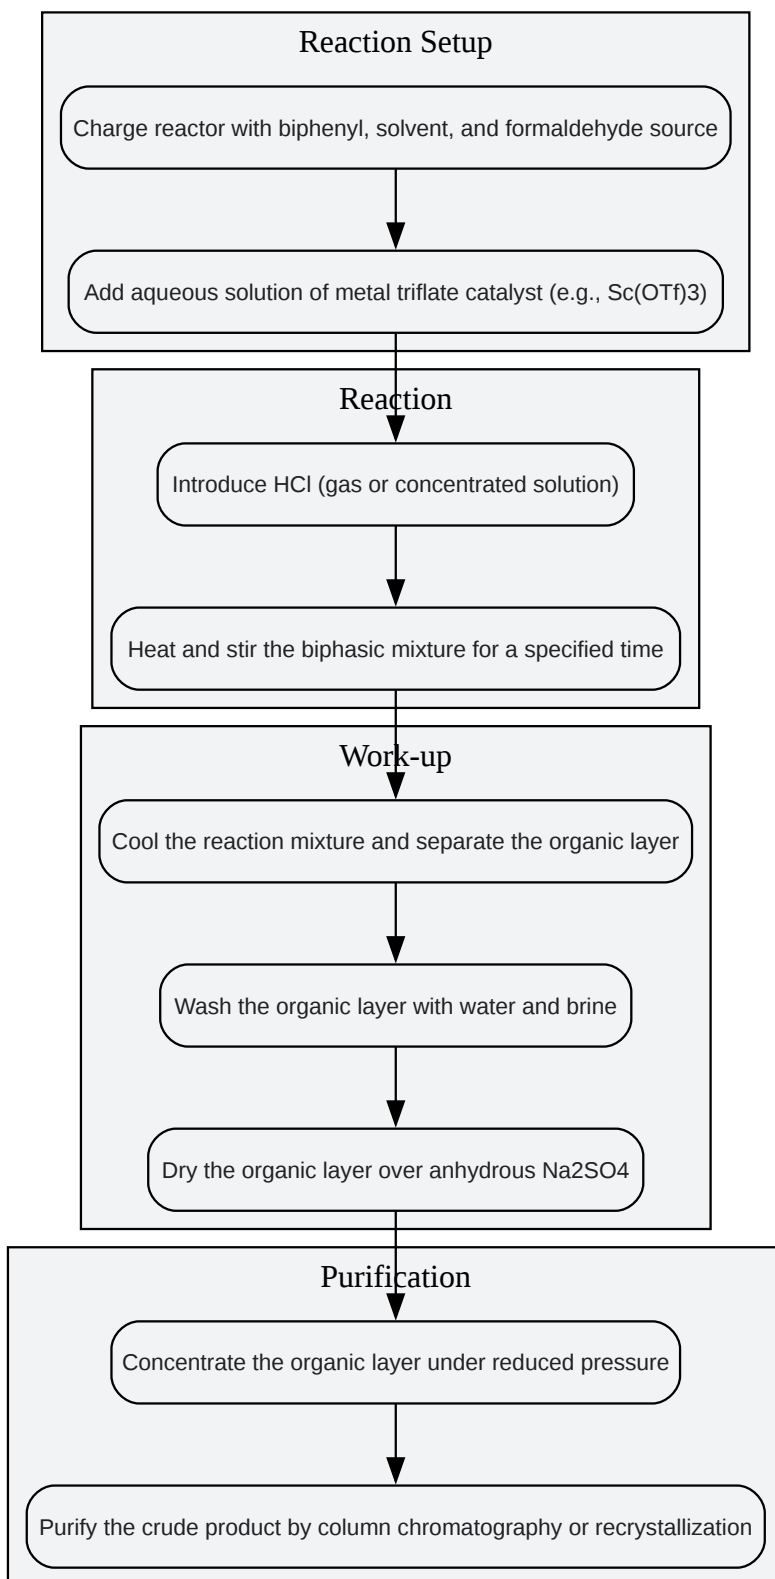 Reaction Setup
Charge reactor with biphenyl, solvent, and formaldehyde source
Add aqueous solution of metal triflate catalyst (e.g., Sc(OTf)3)
Reaction
Introduce HCl (gas or concentrated solution)
Heat and stir the biphasic mixture for a specified time
Work-up
Cool the reaction mixture and separate the organic layer
Wash the organic layer with water and brine
Dry the organic layer over anhydrous Na2SO4
Purification
Concentrate the organic layer under reduced pressure
Purify the crude product by column chromatography or recrystallization